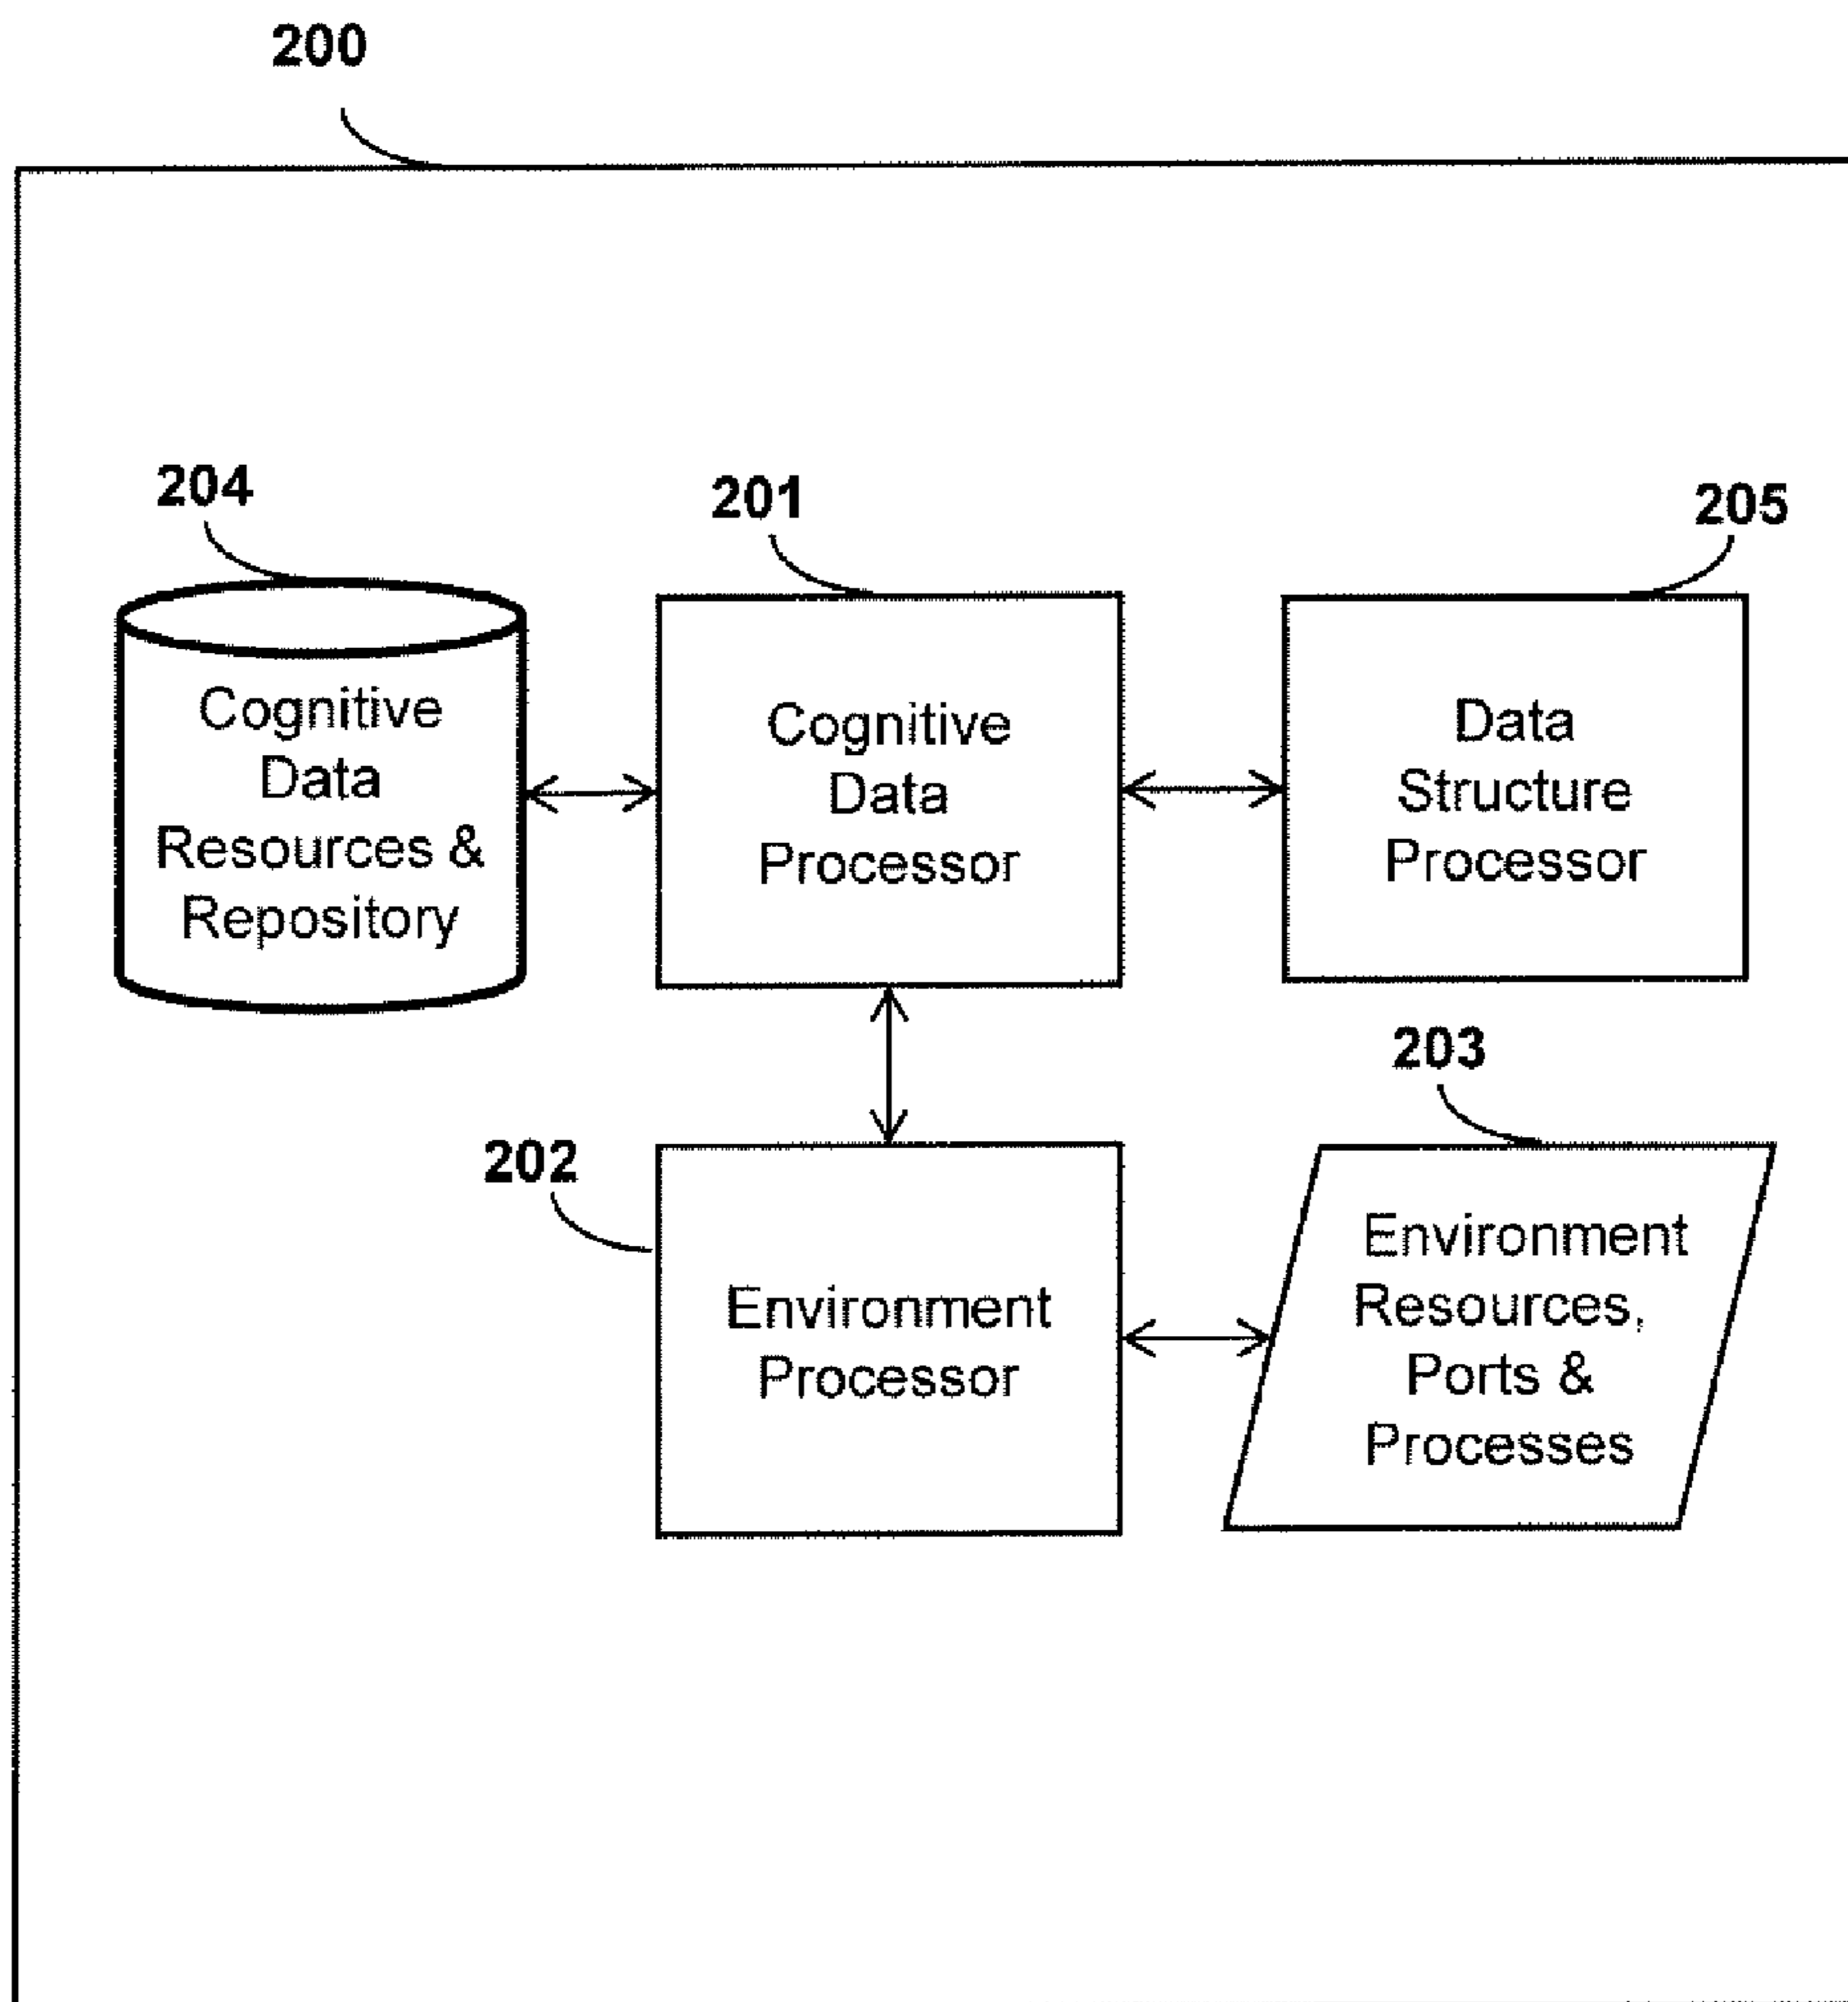 200
204
201
205
Cognitive
Data
Resources &
Repository
Cognitive
Data
Processor
Data
Structure
Processor
203
202
Environment
Processor
Environment
Resources,
Ports &
Processes